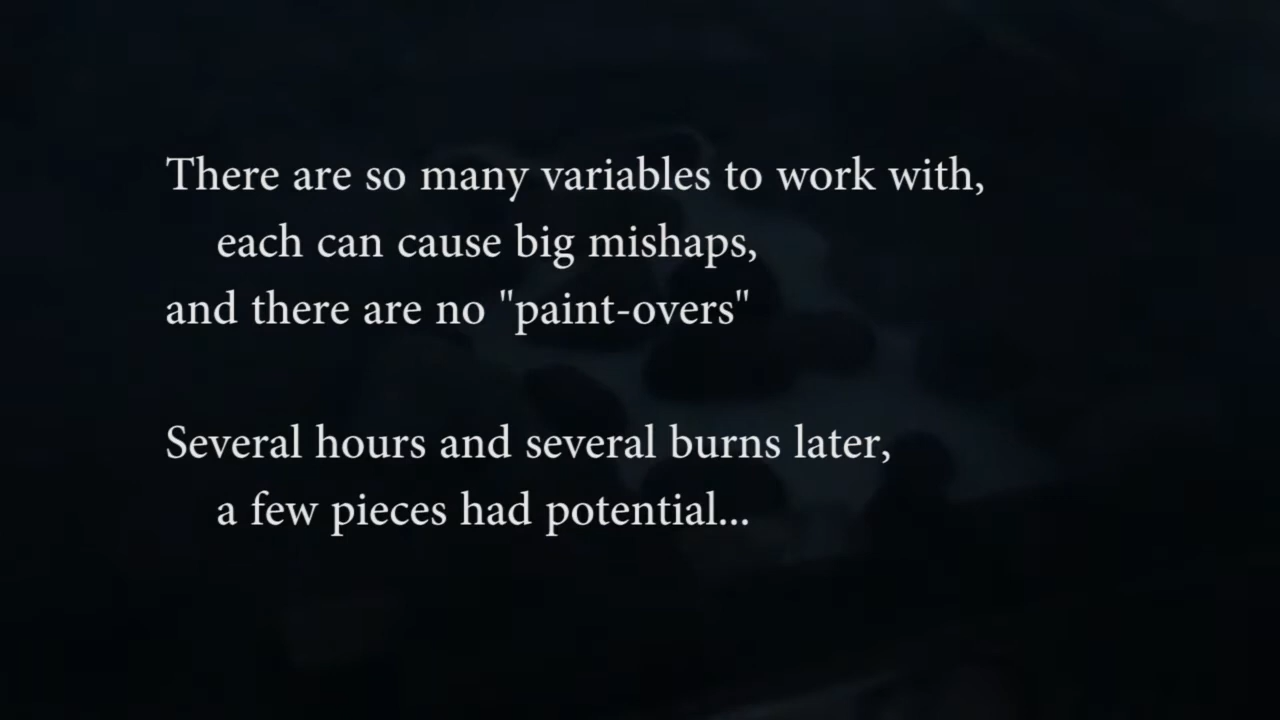 There are so many variables to work with,
each can cause big mishaps,
and there are no "paint-overs"
Several hours and several burns later,
a few pieces had potential...